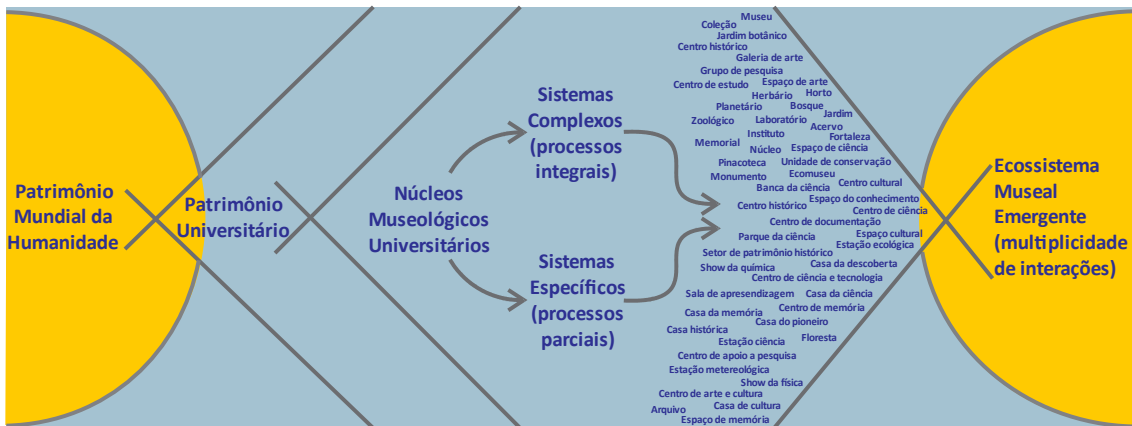 Patrimônio
Mundial da
Humanidade
Patrimônio
Universitário
Núcleos
Museológicos
Universitários
Sistemas
Complexos
(processos
integrais)
Sistemas
Específicos
(processos
parciais)
Museu
Coleção
Jardim botânico
Centro histórico
Galeria de arte
Grupo de pesquisa
Centro de estudo
Espaço de arte
Herbário
Horto
Planetário
Bosque
Jardim
Zoológico
Laboratório
Acervo
Instituto
Fortaleza
Memorial
Núcleo
Espaço de ciência
Pinacoteca
Unidade de conservação
Monumento
Ecomuseu
Banca da ciência
Centro cultural
Espaço do conhecimento
Centro histórico
Centro de ciência
Centro de documentação
Parque da ciência
Espaço cultural
Estação ecológica
Setor de patrimônio histórico
Show da química
Casa da descoberta
Centro de ciência e tecnologia
Sala de apresendizagem
Casa da ciência
Casa da memória
Centro de memória
Casa do pioneiro
Casa histórica
Estação ciência
Floresta
Centro de apoio a pesquisa
Estação metereológica
Show da física
Centro de arte e cultura
Arquivo
Casa de cultura
Espaço de memória
Ecossistema
Museal
Emergente
(multiplicidade
de interações)